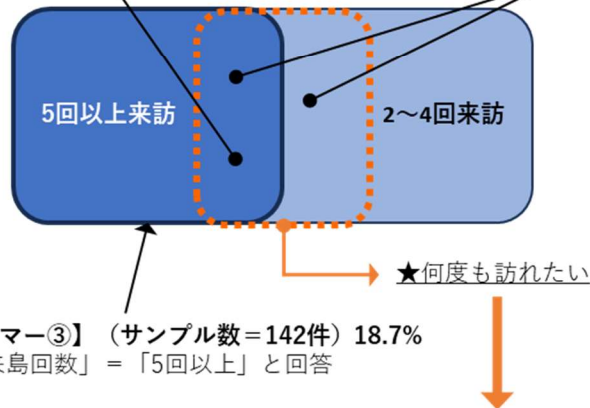 5回以上来訪
2～4回来訪
★何度も訪れたい
マー③】（サンプル数＝142件）18.7%
来島回数」＝「5回以上」と回答